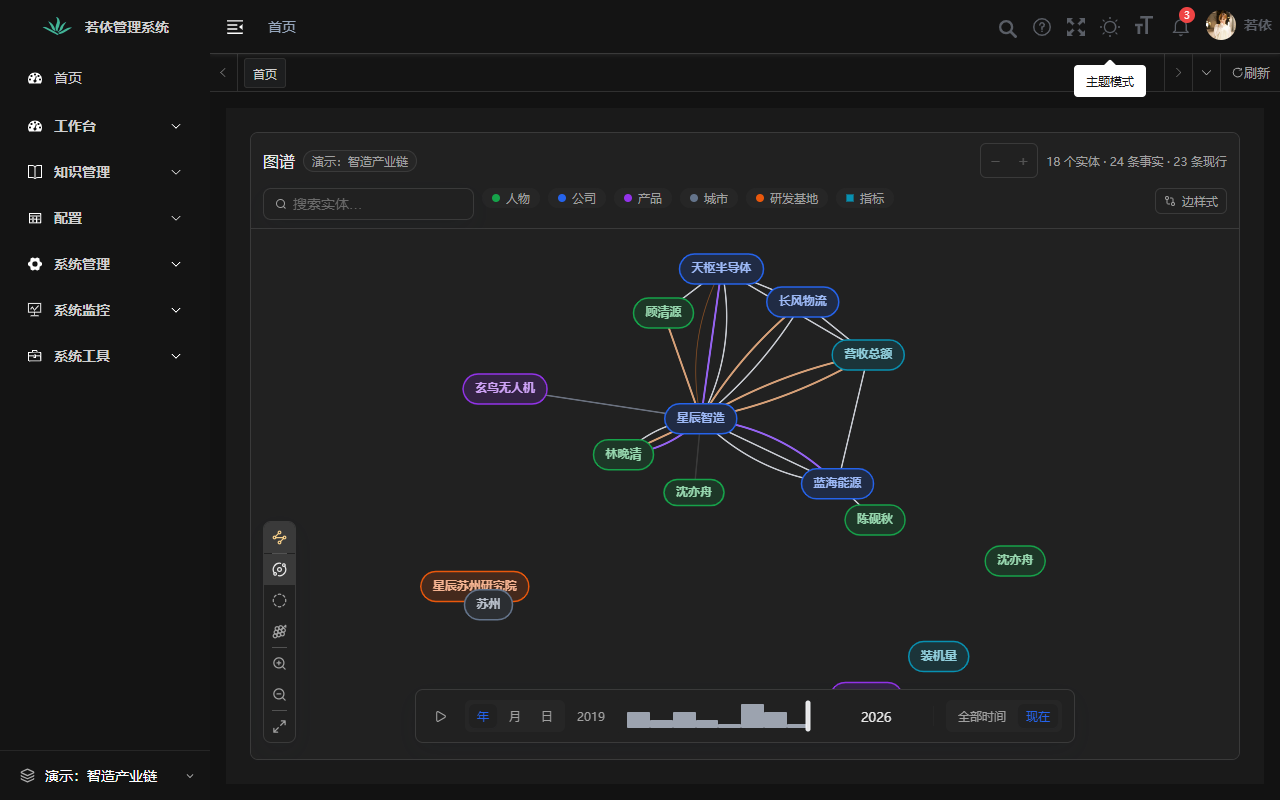 若依管理系统
首页
若依
3
首页
首页
刷新
主题模式
工作台
知识管理
配置
系统管理
系统监控
系统工具
图谱
演示：智造产业链
18 个实体 · 24 条事实 · 23 条现行
搜索实体...
人物
公司
产品
城市
研发基地
指标
边样式
天枢半导体
长风物流
顾清源
营收总额
玄鸟无人机
星辰智造
林晚清
沈亦舟
蓝海能源
陈砚秋
沈亦舟
星辰苏州研究院
苏州
装机量
年
月
日
2019
2026
全部时间
现在
演示：智造产业链